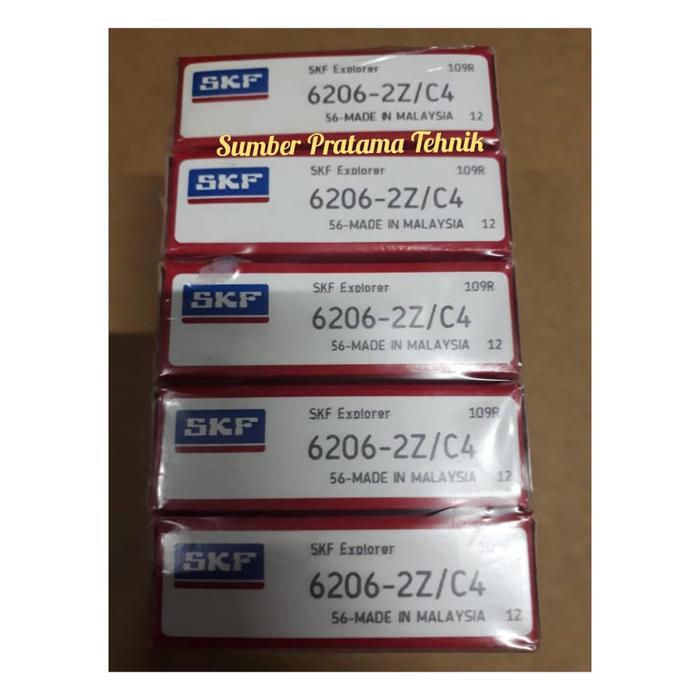 SKF
SKF Explorer 109R
6206-2Z/C4
56-MADE IN MALAYSIA 12
Sumber Pratama Tehnik
SKF
SKF Explorer 109R
6206-2Z/C4
56-MADE IN MALAYSIA 12
SKF
SKF Explorer 109R
6206-2Z/C4
56-MADE IN MALAYSIA 12
SKF
SKF Explorer 109R
6206-2Z/C4
56-MADE IN MALAYSIA 12
SKF
SKF Explorer
6206-2Z/C4
56-MADE IN MALAYSIA 12